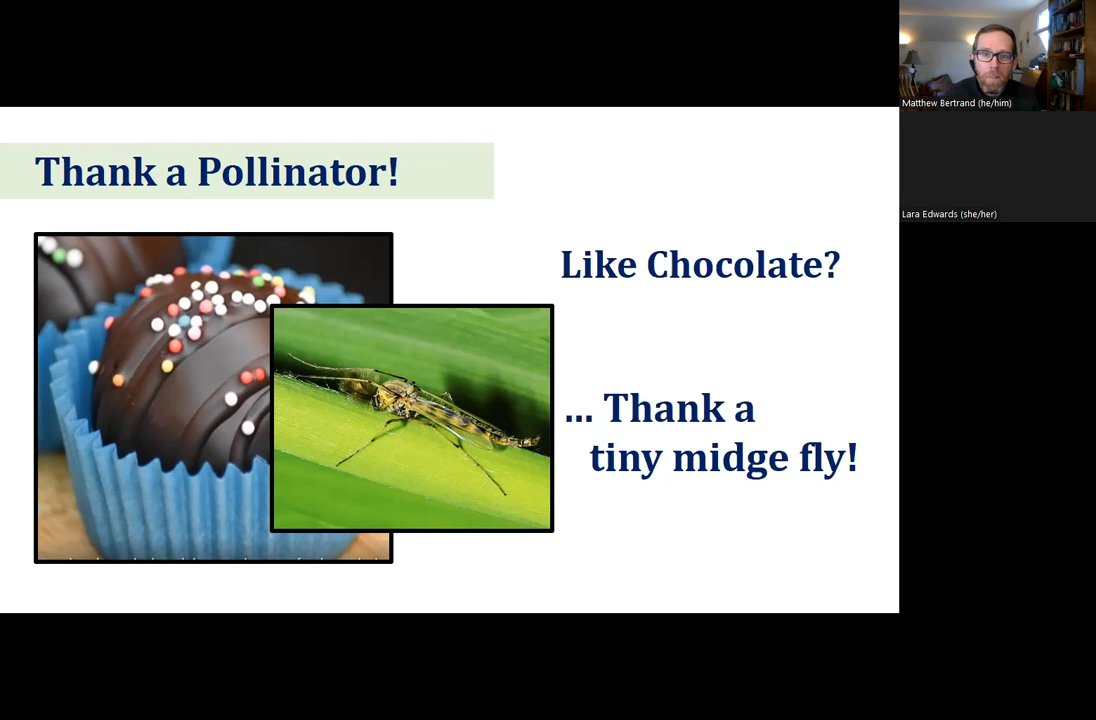 Matthew Bertrand (he/him)
Lara Edwards (she/her)
Thank a Pollinator!
Like Chocolate?
... Thank a
tiny midge fly!